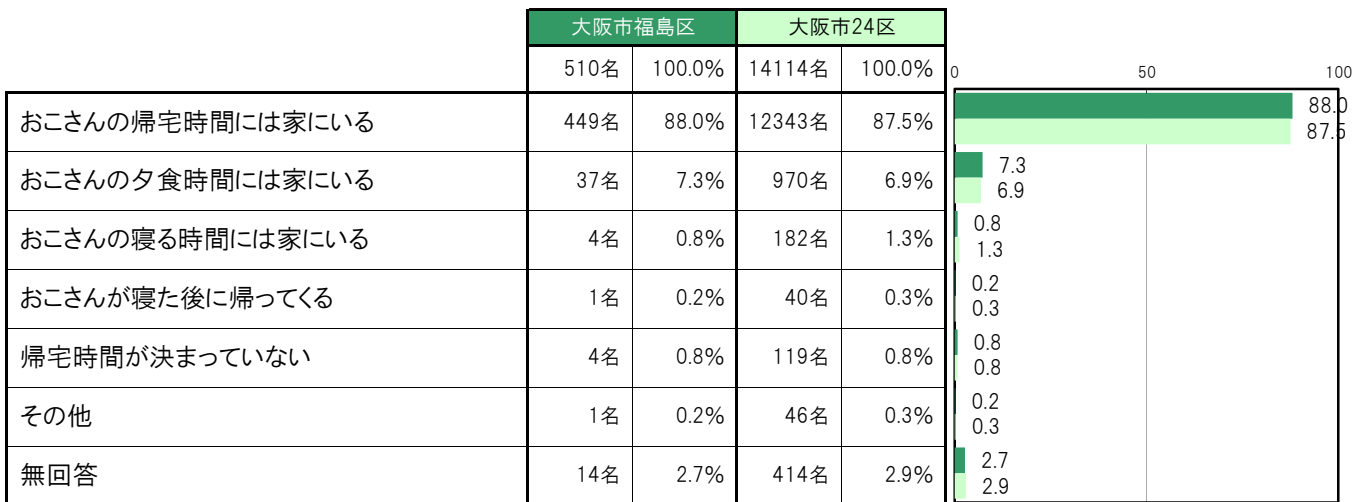 大阪市福島区 大阪市24区
510名 100.0% 14114名 100.0% 0 50 100
おこさんの帰宅時間には家にいる 449名 88.0% 12343名 87.5% 88.0
87.5
おこさんの夕食時間には家にいる 37名 7.3% 970名 6.9% 7.3
6.9
おこさんの寝る時間には家にいる 4名 0.8% 182名 1.3% 0.8
1.3
おこさんが寝た後に帰ってくる 1名 0.2% 40名 0.3% 0.2
0.3
帰宅時間が決まっていない 4名 0.8% 119名 0.8% 0.8
0.8
その他 1名 0.2% 46名 0.3% 0.2
0.3
無回答 14名 2.7% 414名 2.9% 2.7
2.9